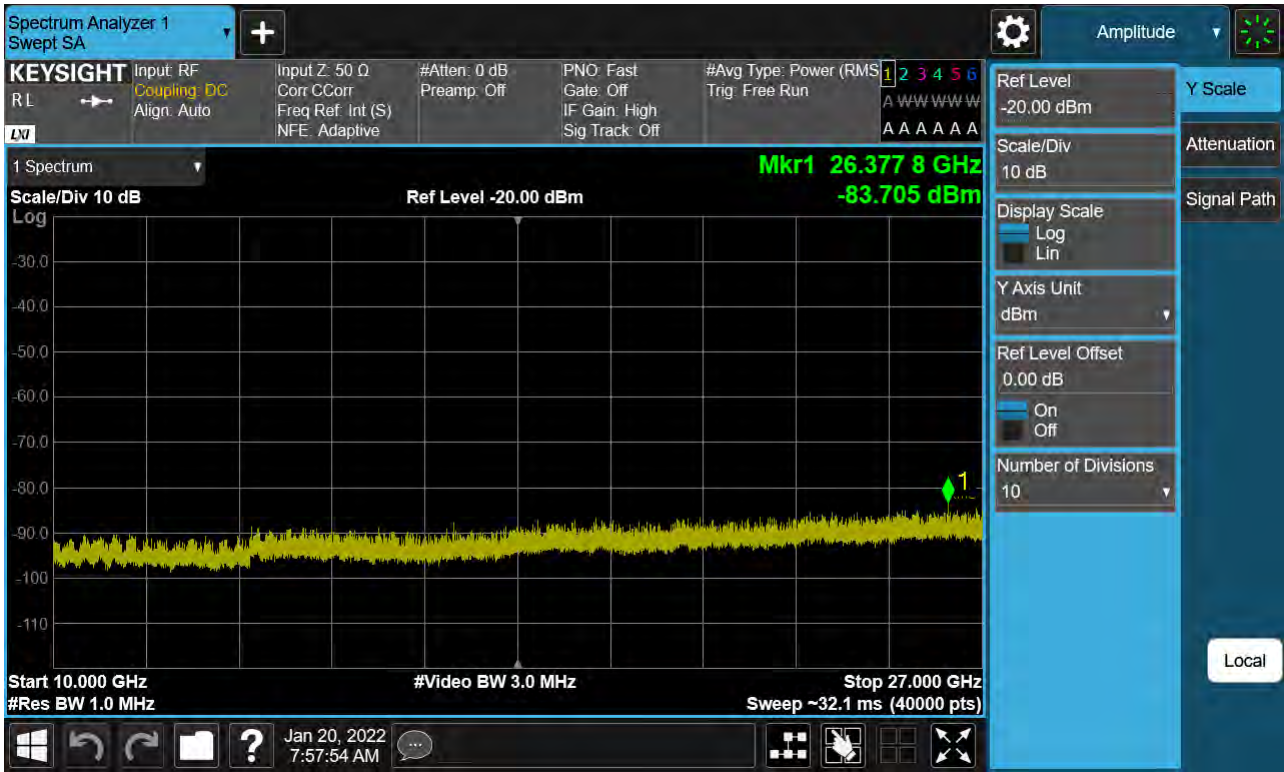 Spectrum Analyzer 1
Swept SA
+
Amplitude
KEYSIGHT
RL
LXI
Input: RF
Coupling: DC
Align: Auto
Input Z: 50 Ω
Corr CCorr
Freq Ref: Int (S)
NFE: Adaptive
#Atten: 0 dB
Preamp: Off
PNO: Fast
Gate: Off
IF Gain: High
Sig Track: Off
#Avg Type: Power (RMS
Trig: Free Run
1 2 3 4 5 6
A W W W W W
A A A A A A
1 Spectrum
Scale/Div 10 dB
Ref Level -20.00 dBm
Mkr1 26.377 8 GHz
-83.705 dBm
Log
-30.0
-40.0
-50.0
-60.0
-70.0
-80.0
-90.0
-100
-110
1
Start 10.000 GHz
#Res BW 1.0 MHz
#Video BW 3.0 MHz
Stop 27.000 GHz
Sweep ~32.1 ms (40000 pts)
Ref Level
-20.00 dBm
Scale/Div
10 dB
Display Scale
Log
Lin
Y Axis Unit
dBm
Ref Level Offset
0.00 dB
On
Off
Number of Divisions
10
Y Scale
Attenuation
Signal Path
Local
?
Jan 20, 2022
7:57:54 AM